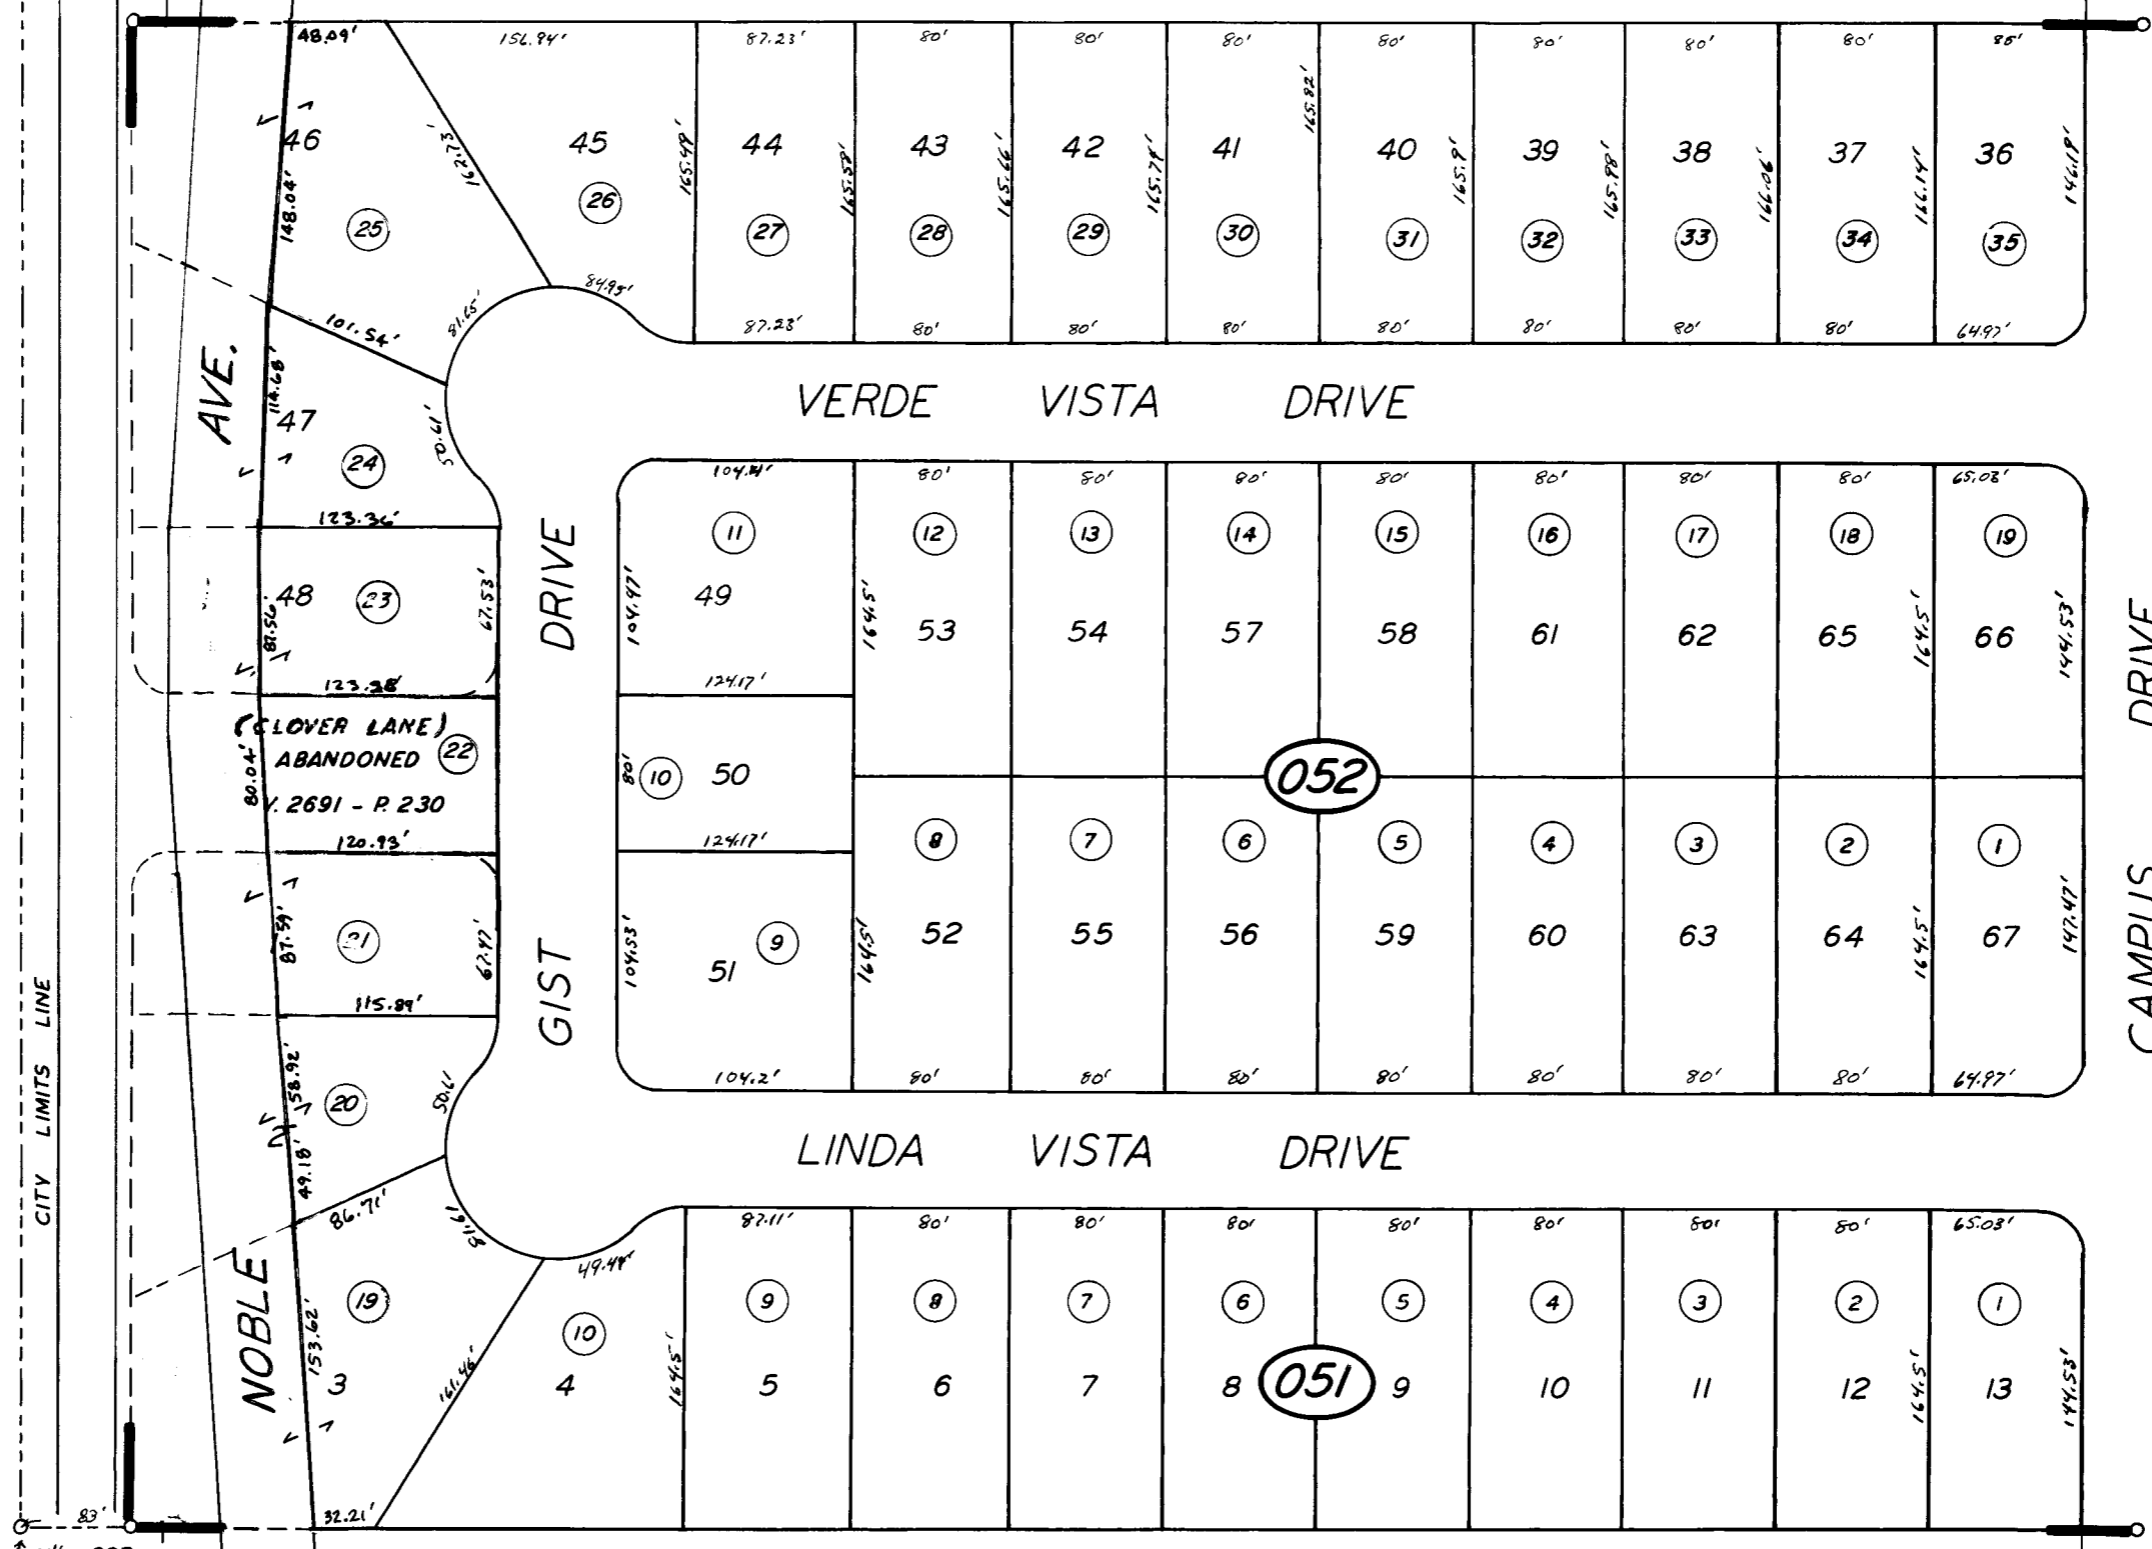 48.09' 156.94' 87.23' 80' 80' 80' 80' 80' 80' 80' 80'
46 45 44 43 42 41 40 39 38 37 36
148.04' 162.73' 165.49' 165.58' 165.66' 165.74' 165.82' 165.9' 165.98' 166.06' 166.14' 146.19'
25 26 27 28 29 30 31 32 33 34 35
101.54' 81.65' 84.95' 87.23' 80' 80' 80' 80' 80' 80' 80' 64.97'
AVE.
VERDE VISTA DRIVE
114.68' 47 50.61'
24
123.36'
104.14' 80' 80' 80' 80' 80' 80' 80' 65.03'
11 12 13 14 15 16 17 18 19
48 23 87.56' 67.53'
DRIVE
104.47' 49 164.5' 53 54 57 58 61 62 65 164.5' 66 144.53'
DRIVE
123.98' 124.17'
(CLOVER LANE)
ABANDONED 22
80.04' V. 2691 - P. 230
80' 10 50
052
120.93' 124.17'
8 7 6 5 4 3 2 1
87.59' 21 67.47'
104.53' 51 9 164.5' 52 55 56 59 60 63 64 164.5' 67 147.47'
CAMPUS
GIST
115.89'
58.92' 20 50.61'
104.2' 80' 80' 80' 80' 80' 80' 80' 64.97'
CITY LIMITS LINE
49.18'
LINDA VISTA DRIVE
86.71' 81.61' 49.48' 87.11' 80' 80' 80' 80' 80' 80' 80' 65.03'
NOBLE
19 10 9 8 7 6 5 4 3 2 1
153.62' 3 161.46' 4 164.5' 5 6 7 8 051 9 10 11 12 164.5' 13 144.53'
83' 32.21'